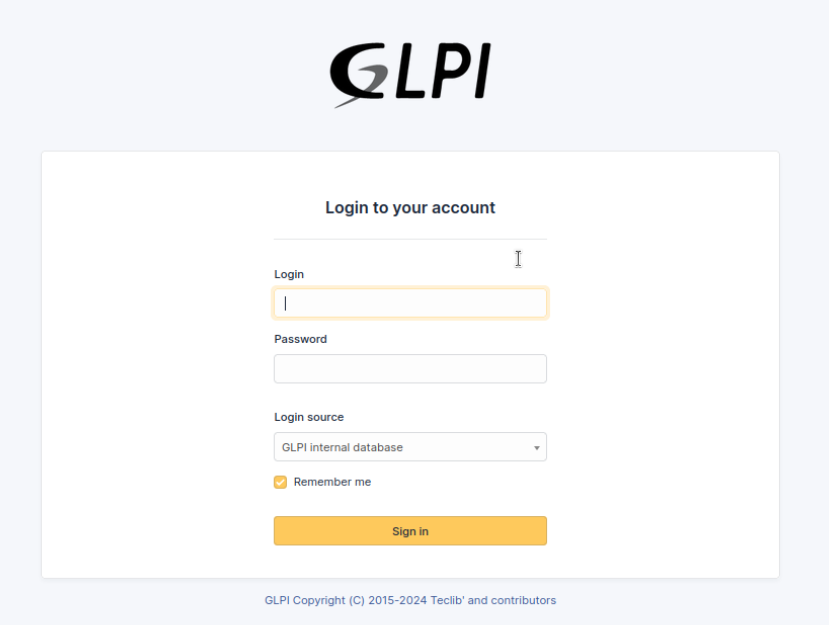 GLPI
Login to your account
Login
Password
Login source
GLPI internal database
Remember me
Sign in
GLPI Copyright (C) 2015-2024 Teclib' and contributors